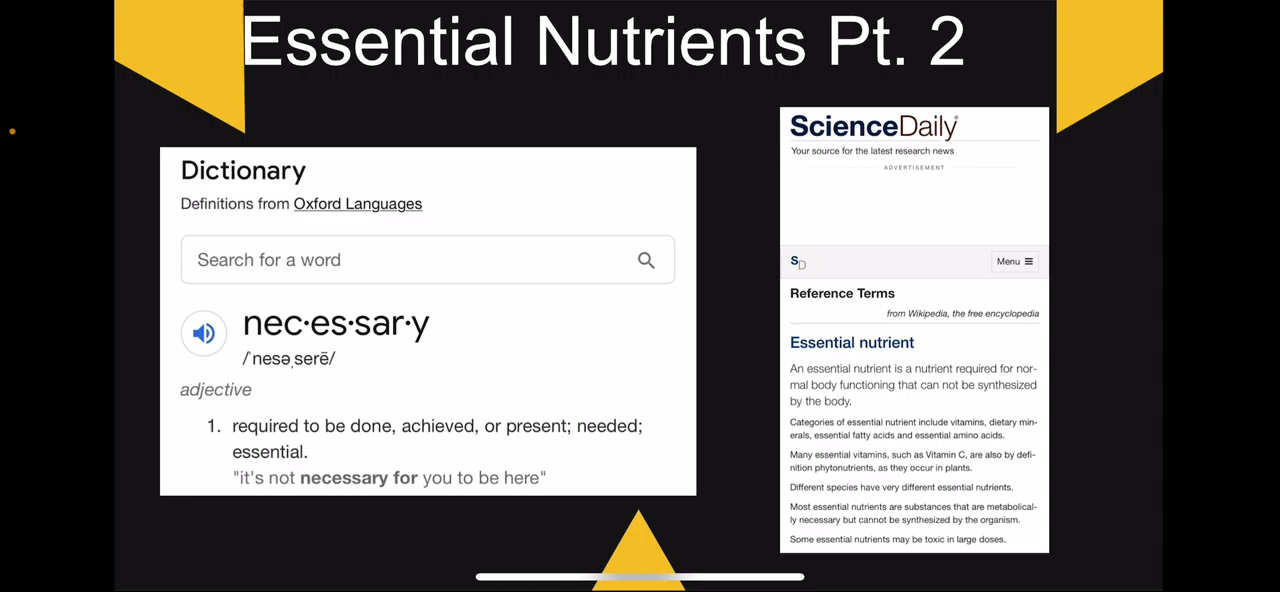 Essential Nutrients Pt. 2
Dictionary
Definitions from Oxford Languages
Search for a word
nec·es·sar·y
/ˈnesəˌserē/
adjective
1. required to be done, achieved, or present; needed;
essential.
"it's not necessary for you to be here"
ScienceDaily®
Your source for the latest research news
ADVERTISEMENT
SD
Menu
Reference Terms
from Wikipedia, the free encyclopedia
Essential nutrient
An essential nutrient is a nutrient required for nor-
mal body functioning that can not be synthesized
by the body.
Categories of essential nutrient include vitamins, dietary min-
erals, essential fatty acids and essential amino acids.
Many essential vitamins, such as Vitamin C, are also by defi-
nition phytonutrients, as they occur in plants.
Different species have very different essential nutrients.
Most essential nutrients are substances that are metabolical-
ly necessary but cannot be synthesized by the organism.
Some essential nutrients may be toxic in large doses.